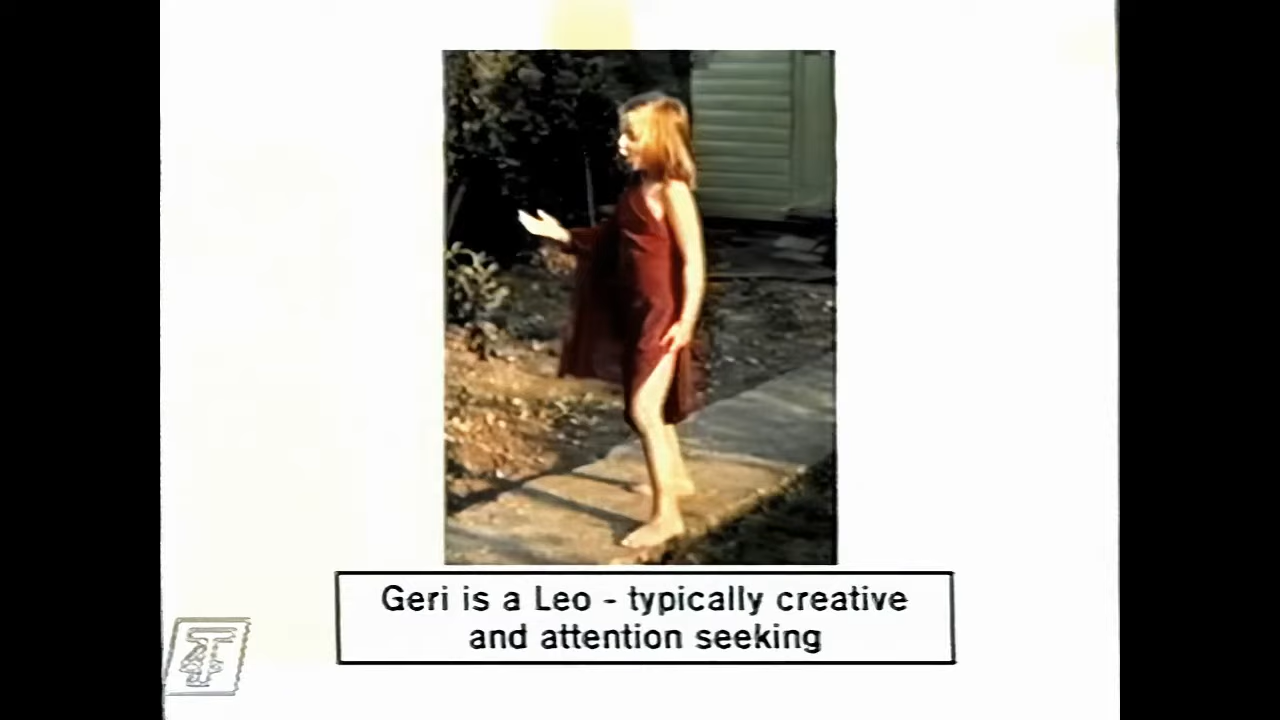 Geri is a Leo - typically creative
and attention seeking